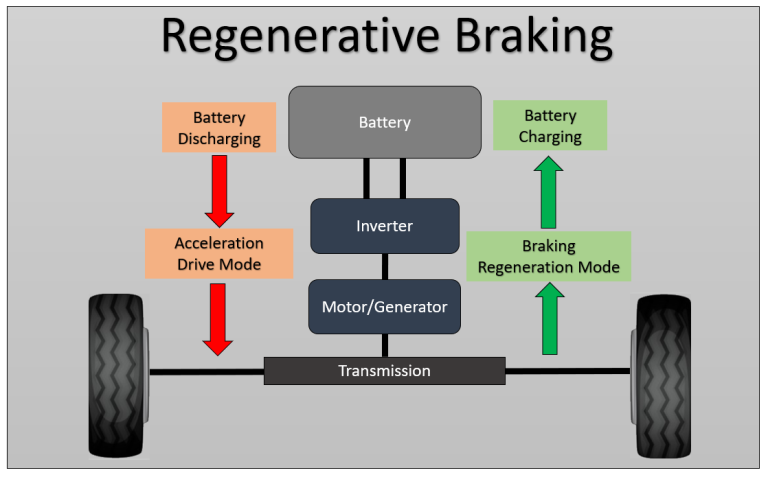 Regenerative Braking
Battery
Discharging
Battery
Battery
Charging
Inverter
Acceleration
Drive Mode
Braking
Regeneration Mode
Motor/Generator
Transmission